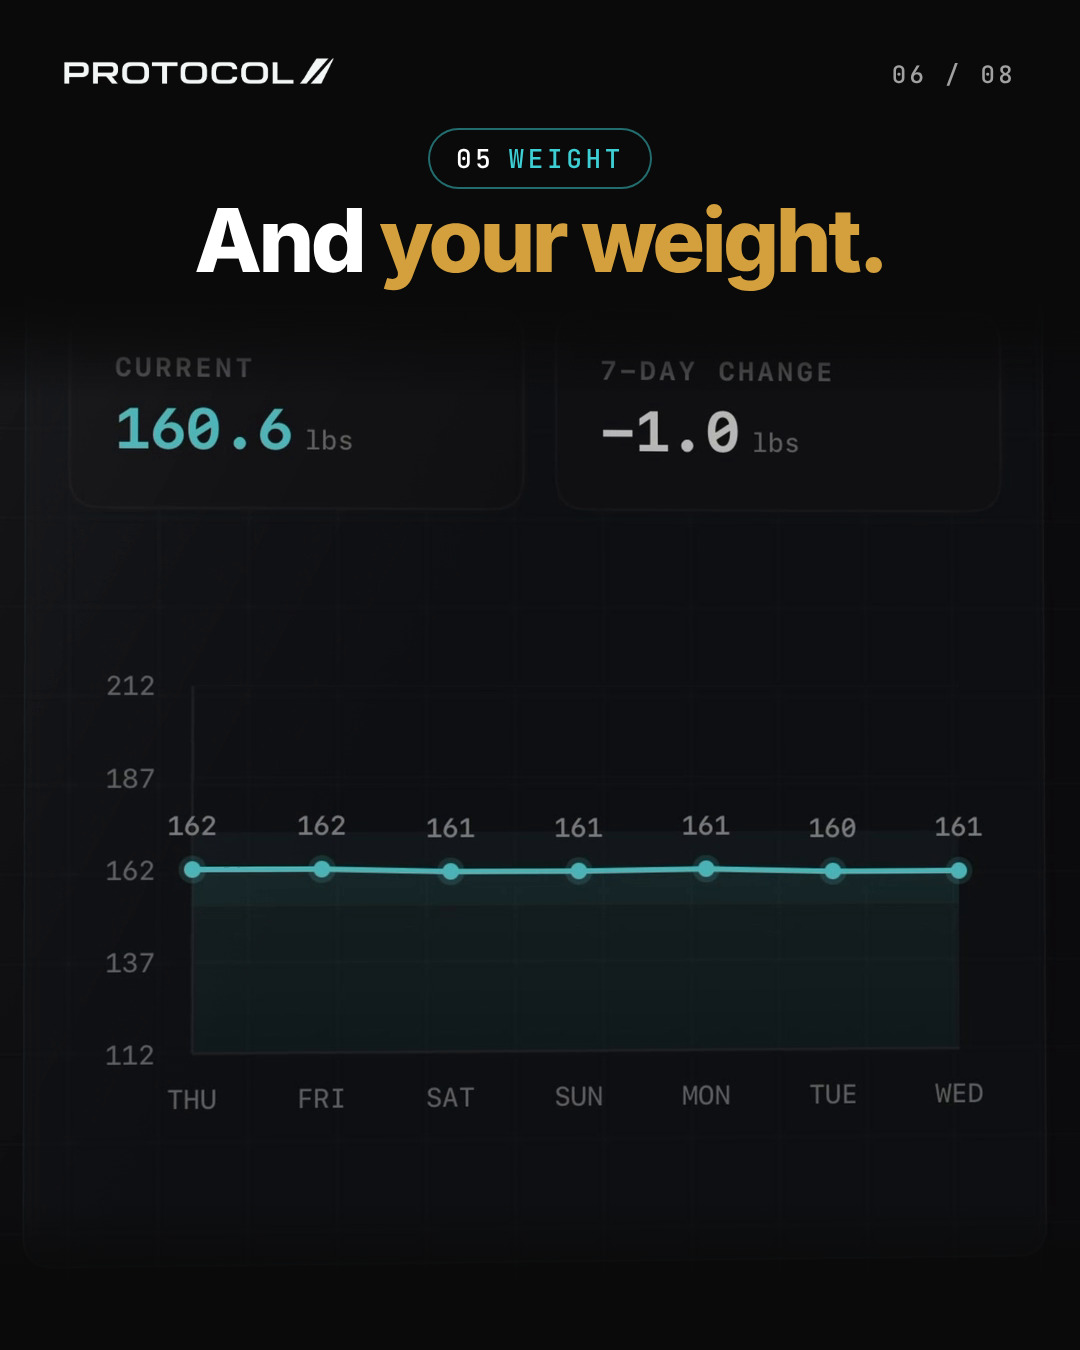 PROTOCOL
06 / 08
05 WEIGHT
And your weight.
CURRENT
160.6 lbs
7-DAY CHANGE
−1.0 lbs
212
187
162 162 161 161 161 160 161
162
137
112
THU FRI SAT SUN MON TUE WED